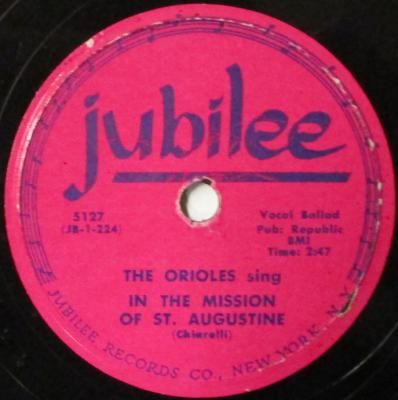 jubilee
5127
(JB-1-224)
Vocal Ballad
Pub: Republic
BMI
Time: 2:47
THE ORIOLES sing
IN THE MISSION
OF ST. AUGUSTINE
(Chiarelli)
JUBILEE RECORDS CO., NEW YORK, N.Y.